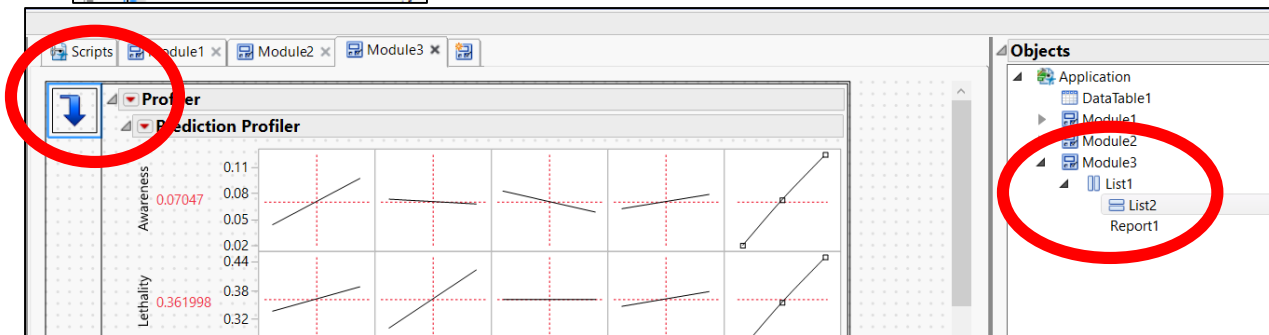 Scripts Module1 Module2 Module3
Profiler
Prediction Profiler
Awareness
0.07047
0.11
0.08
0.05
0.02
Lethality
0.361998
0.44
0.38
0.32
Objects
Application
DataTable1
Module1
Module2
Module3
List1
List2
Report1